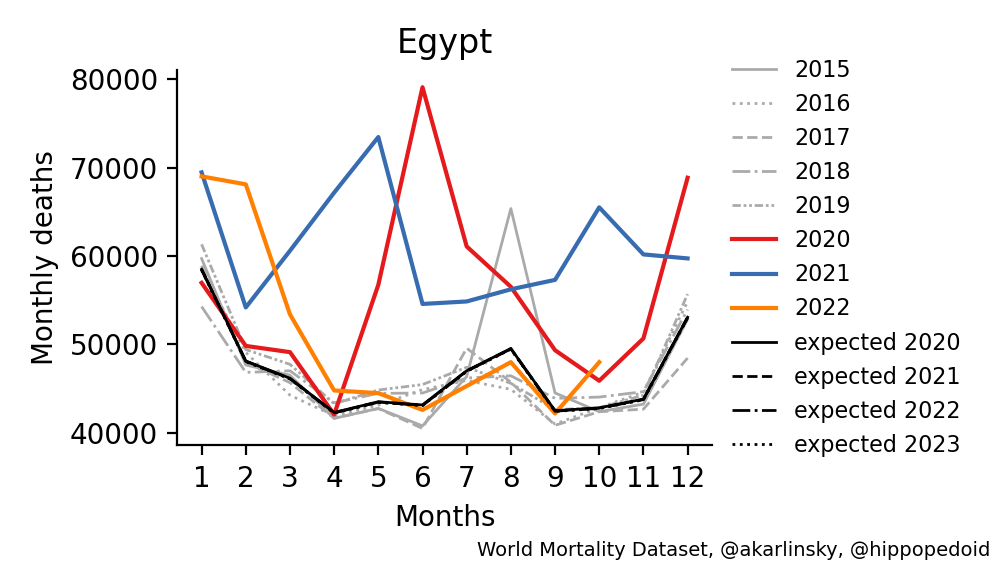 Egypt
Monthly deaths
80000
70000
60000
50000
40000
1 2 3 4 5 6 7 8 9 10 11 12
Months
2015
2016
2017
2018
2019
2020
2021
2022
expected 2020
expected 2021
expected 2022
expected 2023
World Mortality Dataset, @akarlinsky, @hippopedoid